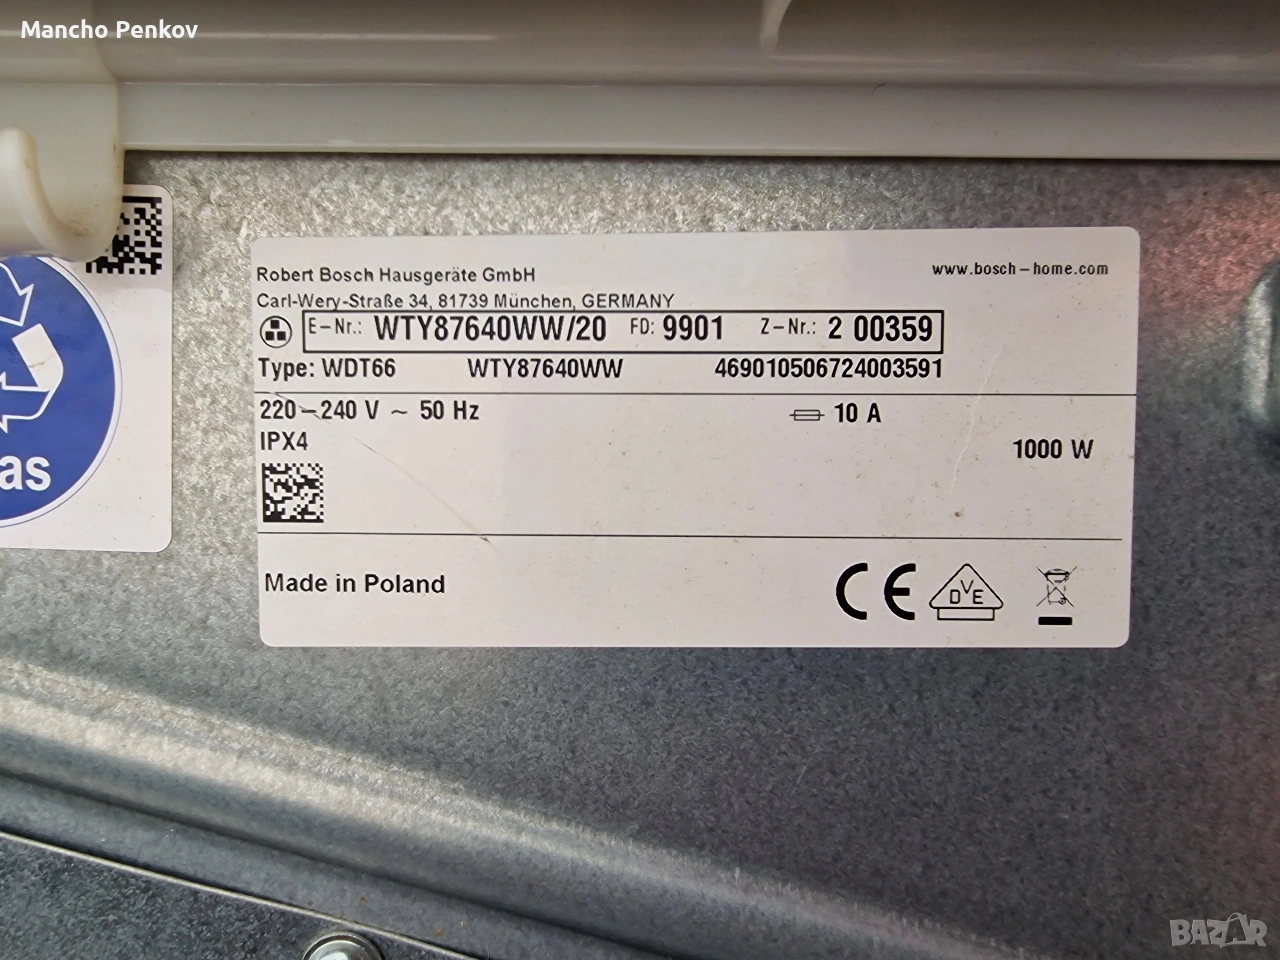 Mancho Penkov
Robert Bosch Hausgeräte GmbH
www.bosch-home.com
Carl-Wery-Straße 34, 81739 München, GERMANY
E-Nr.: WTY87640WW/20 FD: 9901 Z-Nr.: 2 00359
Type: WDT66 WTY87640WW 469010506724003591
220-240 V ~ 50 Hz 10 A
IPX4
1000 W
as
Made in Poland
CE DVE
BAZAR